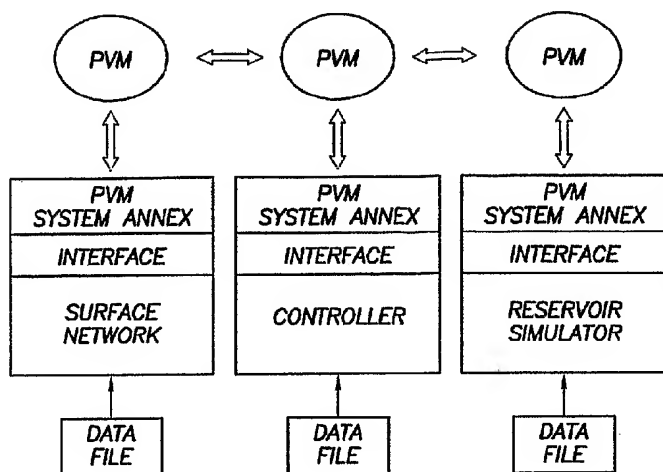 PVM
PVM
PVM
PVM
SYSTEM ANNEX
INTERFACE
SURFACE
NETWORK
DATA
FILE
PVM
SYSTEM ANNEX
INTERFACE
CONTROLLER
DATA
FILE
PVM
SYSTEM ANNEX
INTERFACE
RESERVOIR
SIMULATOR
DATA
FILE